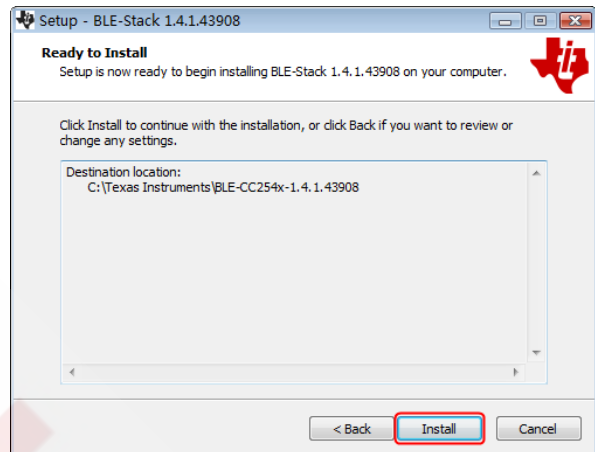 Setup - BLE-Stack 1.4.1.43908
Ready to Install
Setup is now ready to begin installing BLE-Stack 1.4.1.43908 on your computer.
Click Install to continue with the installation, or click Back if you want to review or
change any settings.
Destination location:
C:\Texas Instruments\BLE-CC254x-1.4.1.43908
< Back
Install
Cancel